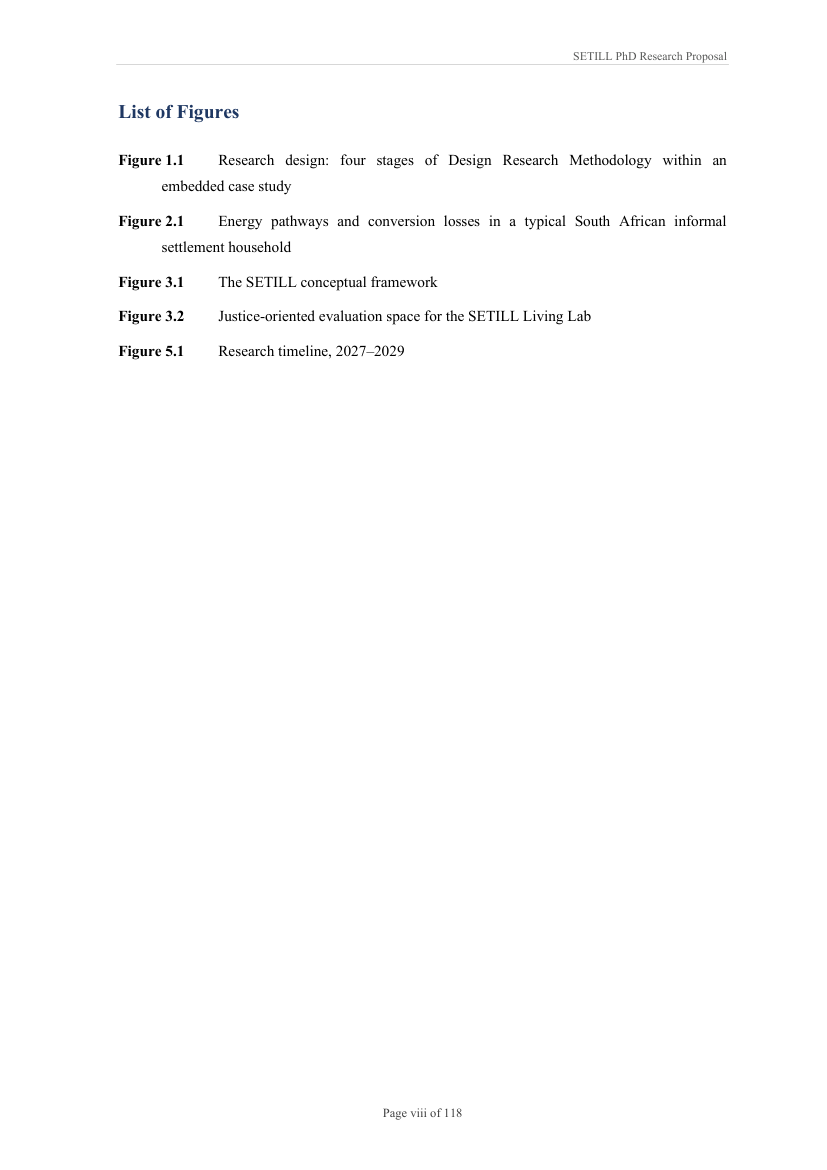 SETILL PhD Research Proposal
List of Figures
Figure 1.1 Research design: four stages of Design Research Methodology within an
embedded case study
Figure 2.1 Energy pathways and conversion losses in a typical South African informal
settlement household
Figure 3.1 The SETILL conceptual framework
Figure 3.2 Justice-oriented evaluation space for the SETILL Living Lab
Figure 5.1 Research timeline, 2027–2029
Page viii of 118